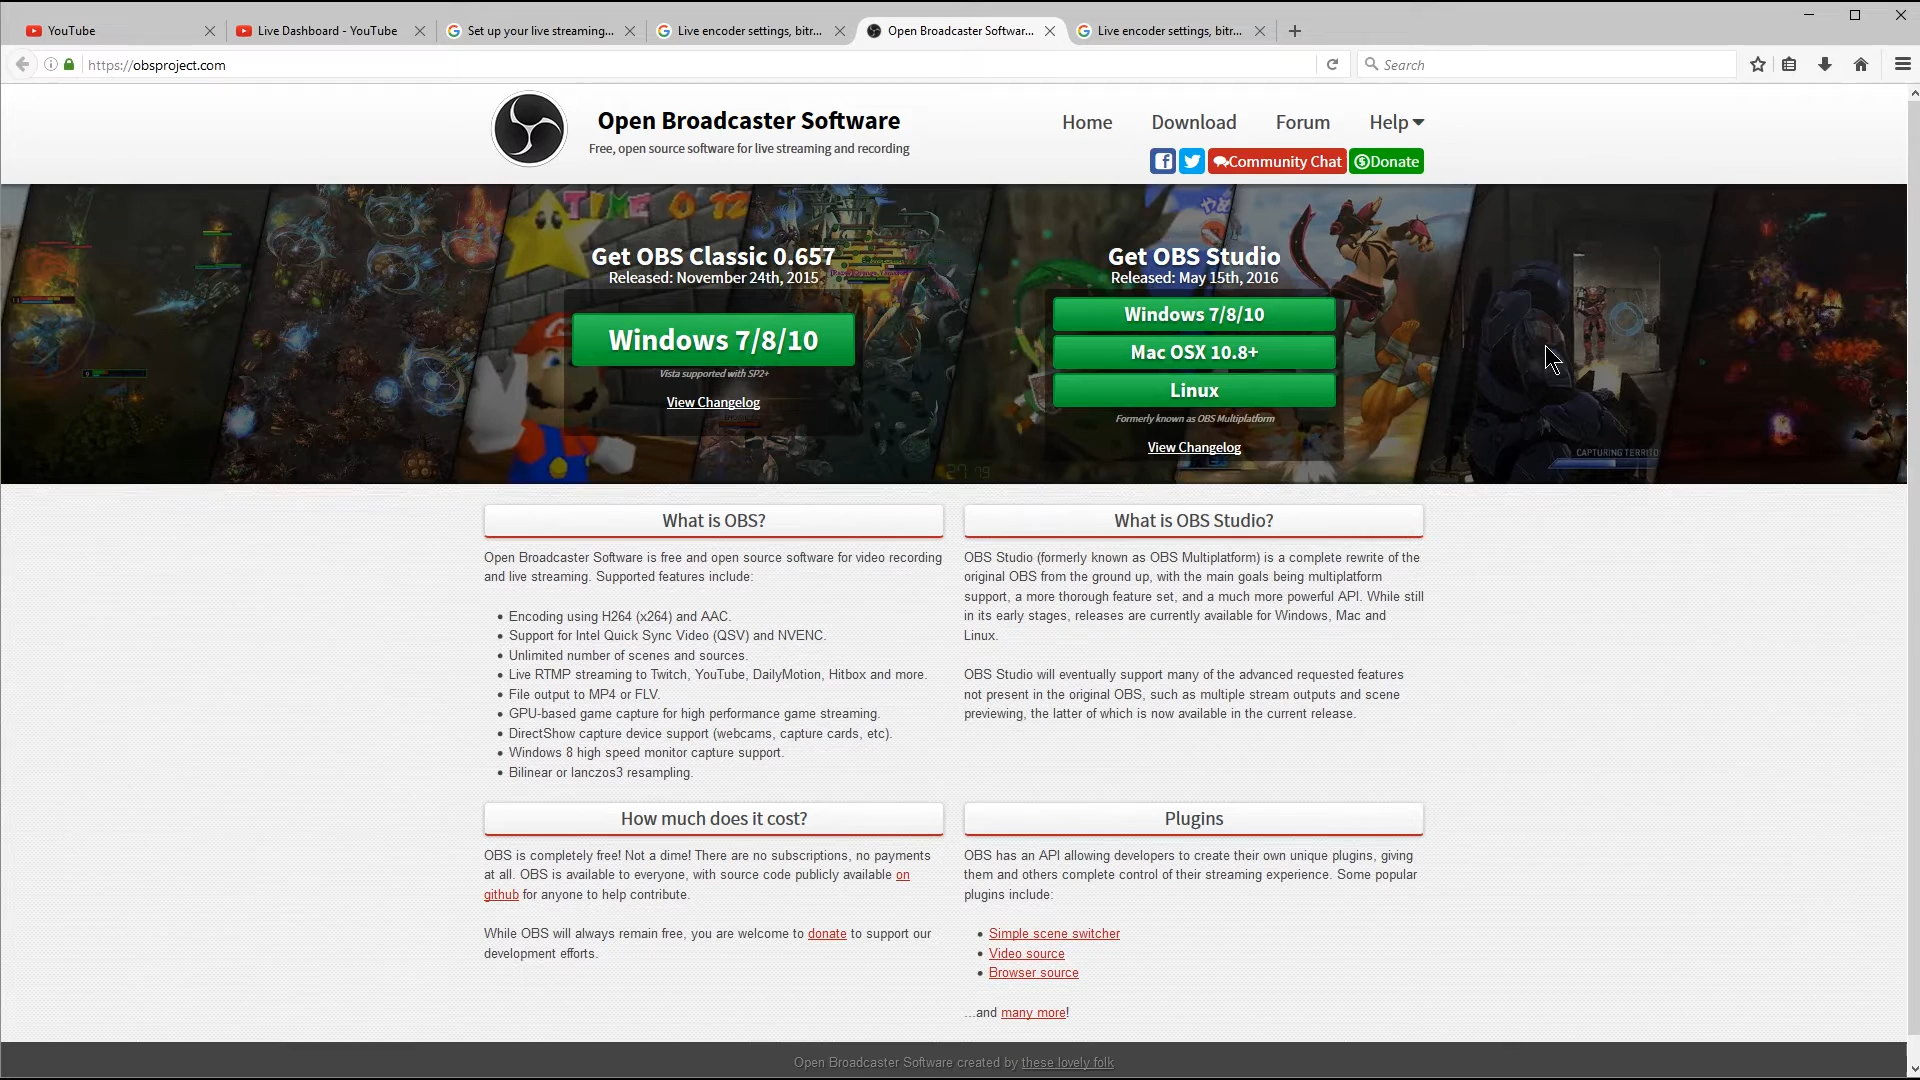 YouTube
Live Dashboard - YouTube
Set up your live streaming...
Live encoder settings, bitr...
Open Broadcaster Softwar...
Live encoder settings, bitr...
https://obsproject.com
Search
Open Broadcaster Software
Free, open source software for live streaming and recording
Home Download Forum Help
Community Chat
Donate
TIME 0 12
Get OBS Classic 0.657
Released: November 24th, 2015
Windows 7/8/10
Vista supported with SP2+
View Changelog
Get OBS Studio
Released: May 15th, 2016
Windows 7/8/10
Mac OSX 10.8+
Linux
Formerly known as OBS Multiplatform
View Changelog
CAPTURING TERRITO
What is OBS?
Open Broadcaster Software is free and open source software for video recording
and live streaming. Supported features include:
• Encoding using H264 (x264) and AAC.
• Support for Intel Quick Sync Video (QSV) and NVENC.
• Unlimited number of scenes and sources.
• Live RTMP streaming to Twitch, YouTube, DailyMotion, Hitbox and more.
• File output to MP4 or FLV.
• GPU-based game capture for high performance game streaming.
• DirectShow capture device support (webcams, capture cards, etc).
• Windows 8 high speed monitor capture support.
• Bilinear or lanczos3 resampling.
What is OBS Studio?
OBS Studio (formerly known as OBS Multiplatform) is a complete rewrite of the
original OBS from the ground up, with the main goals being multiplatform
support, a more thorough feature set, and a much more powerful API. While still
in its early stages, releases are currently available for Windows, Mac and
Linux.
OBS Studio will eventually support many of the advanced requested features
not present in the original OBS, such as multiple stream outputs and scene
previewing, the latter of which is now available in the current release.
How much does it cost?
OBS is completely free! Not a dime! There are no subscriptions, no payments
at all. OBS is available to everyone, with source code publicly available on
github for anyone to help contribute.
While OBS will always remain free, you are welcome to donate to support our
development efforts.
Plugins
OBS has an API allowing developers to create their own unique plugins, giving
them and others complete control of their streaming experience. Some popular
plugins include:
• Simple scene switcher
• Video source
• Browser source
...and many more!
Open Broadcaster Software created by these lovely folk